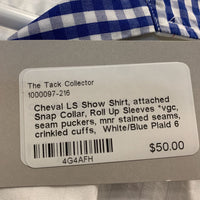 The Tack Collector
1000097-216
Cheval LS Show Shirt, attached
Snap Collar, Roll Up Sleeves *vgc,
seam puckers, mnr stained seams,
crinkled cuffs, White/Blue Plaid 6
$50.00
4G4AFH